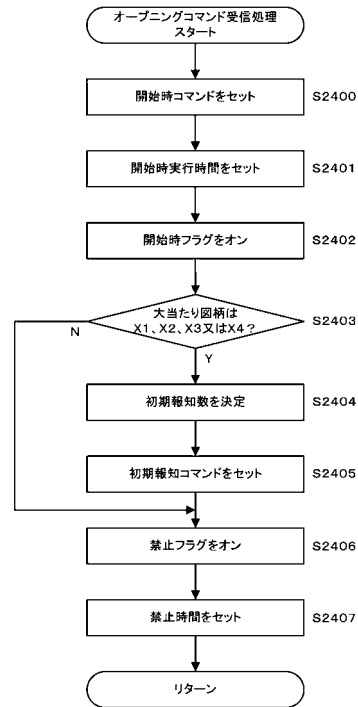 オープニングコマンド受信処理
スタート
開始時コマンドをセット
S2400
開始時実行時間をセット
S2401
開始時フラグをオン
S2402
大当たり図柄は
X1、X2、X3又はX4?
S2403
N
Y
初期報知数を決定
S2404
初期報知コマンドをセット
S2405
禁止フラグをオン
S2406
禁止時間をセット
S2407
リターン